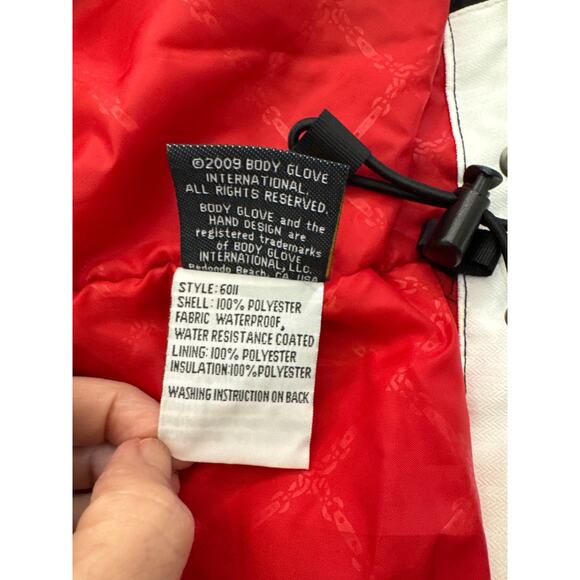 ©2009 BODY GLOVE
INTERNATIONAL.
ALL RIGHTS RESERVED.
BODY GLOVE and the
HAND DESIGN are
registered trademarks
of BODY GLOVE
INTERNATIONAL, LLC.
Redondo Beach, CA. USA
STYLE: 6011
SHELL: 100% POLYESTER
FABRIC WATERPROOF,
WATER RESISTANCE COATED
LINING: 100% POLYESTER
INSULATION: 100% POLYESTER
WASHING INSTRUCTION ON BACK